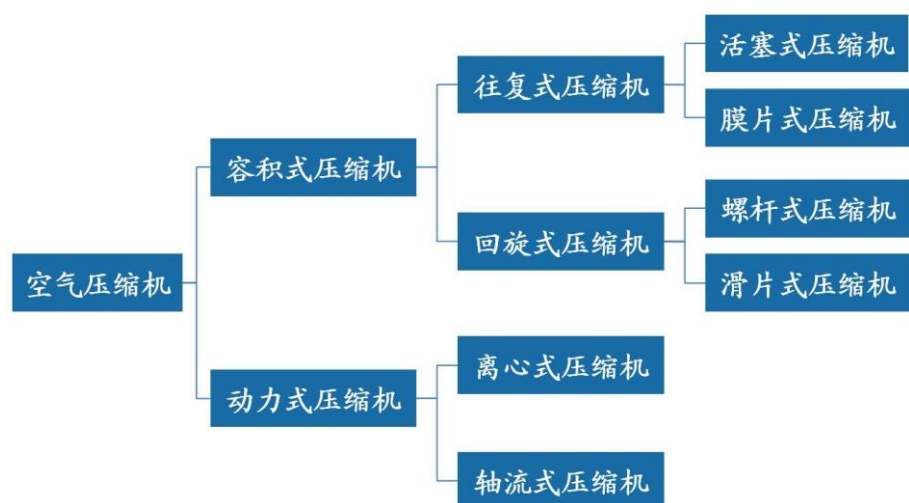 活塞式压缩机
往复式压缩机
膜片式压缩机
容积式压缩机
螺杆式压缩机
回旋式压缩机
滑片式压缩机
空气压缩机
离心式压缩机
动力式压缩机
轴流式压缩机